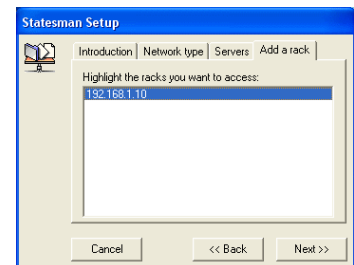 Statesman Setup
Introduction Network type Servers Add a rack
Highlight the racks you want to access:
192.168.1.10
Cancel << Back Next >>